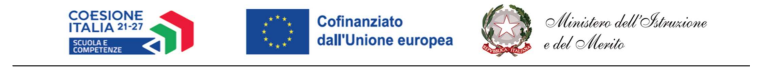 COESIONE
ITALIA 21-27
SCUOLA E
COMPETENZE
Cofinanziato
dall'Unione europea
Ministero dell'Istruzione
e del Merito